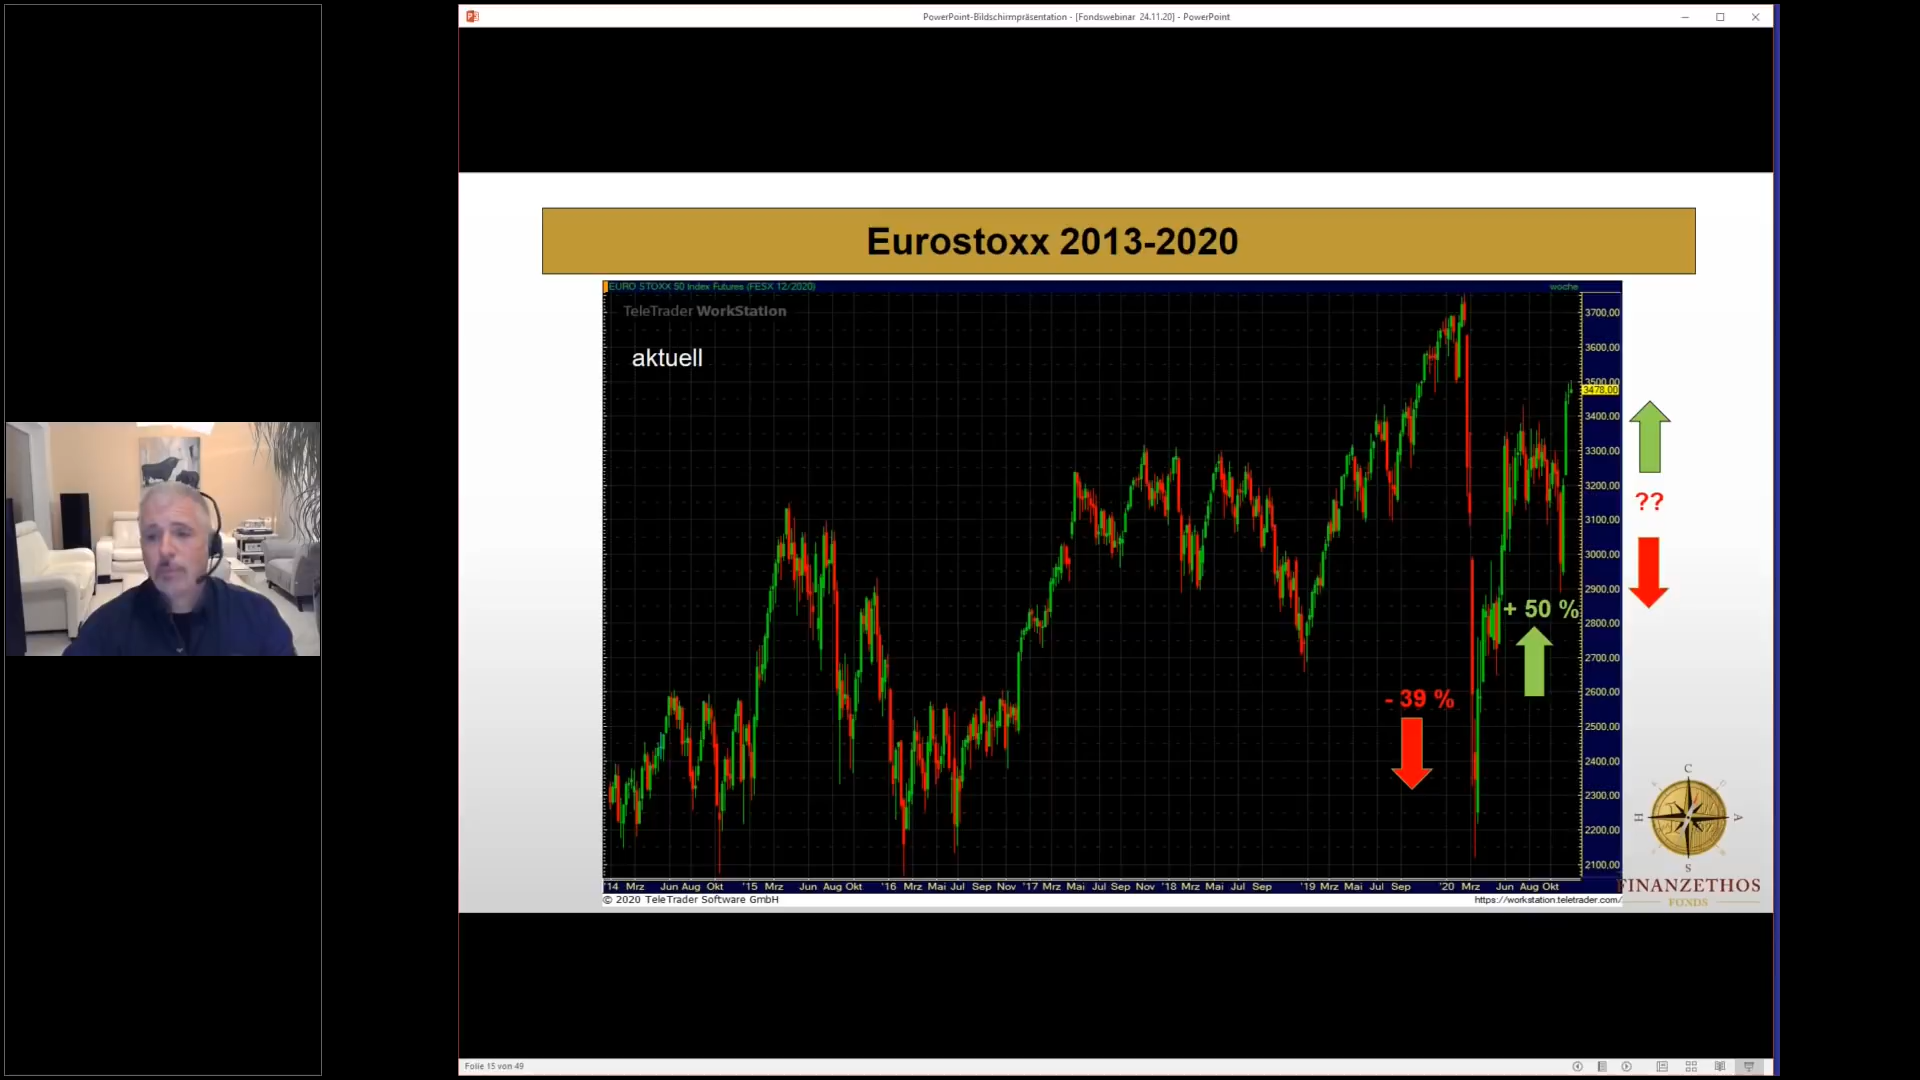 PowerPoint-Bildschirmpräsentation - [Fondswebinar 24.11.20] - PowerPoint
Eurostoxx 2013-2020
EURO STOXX 50 Index Futures (FESX 12/2020)
woche
TeleTrader WorkStation
aktuell
3700,00
3600,00
3500,00
3478,00
3400,00
3300,00
3200,00
3100,00
3000,00
2900,00
2800,00
2700,00
2600,00
2500,00
2400,00
2300,00
2200,00
2100,00
??
+ 50 %
- 39 %
'14 Mrz Jun Aug Okt '15 Mrz Jun Aug Okt '16 Mrz Mai Jul Sep Nov '17 Mrz Mai Jul Sep Nov '18 Mrz Mai Jul Sep '19 Mrz Mai Jul Sep '20 Mrz Jun Aug Okt
© 2020 TeleTrader Software GmbH
https://workstation.teletrader.com/
C
H
A
S
FINANZETHOS
FONDS
Folie 15 von 49